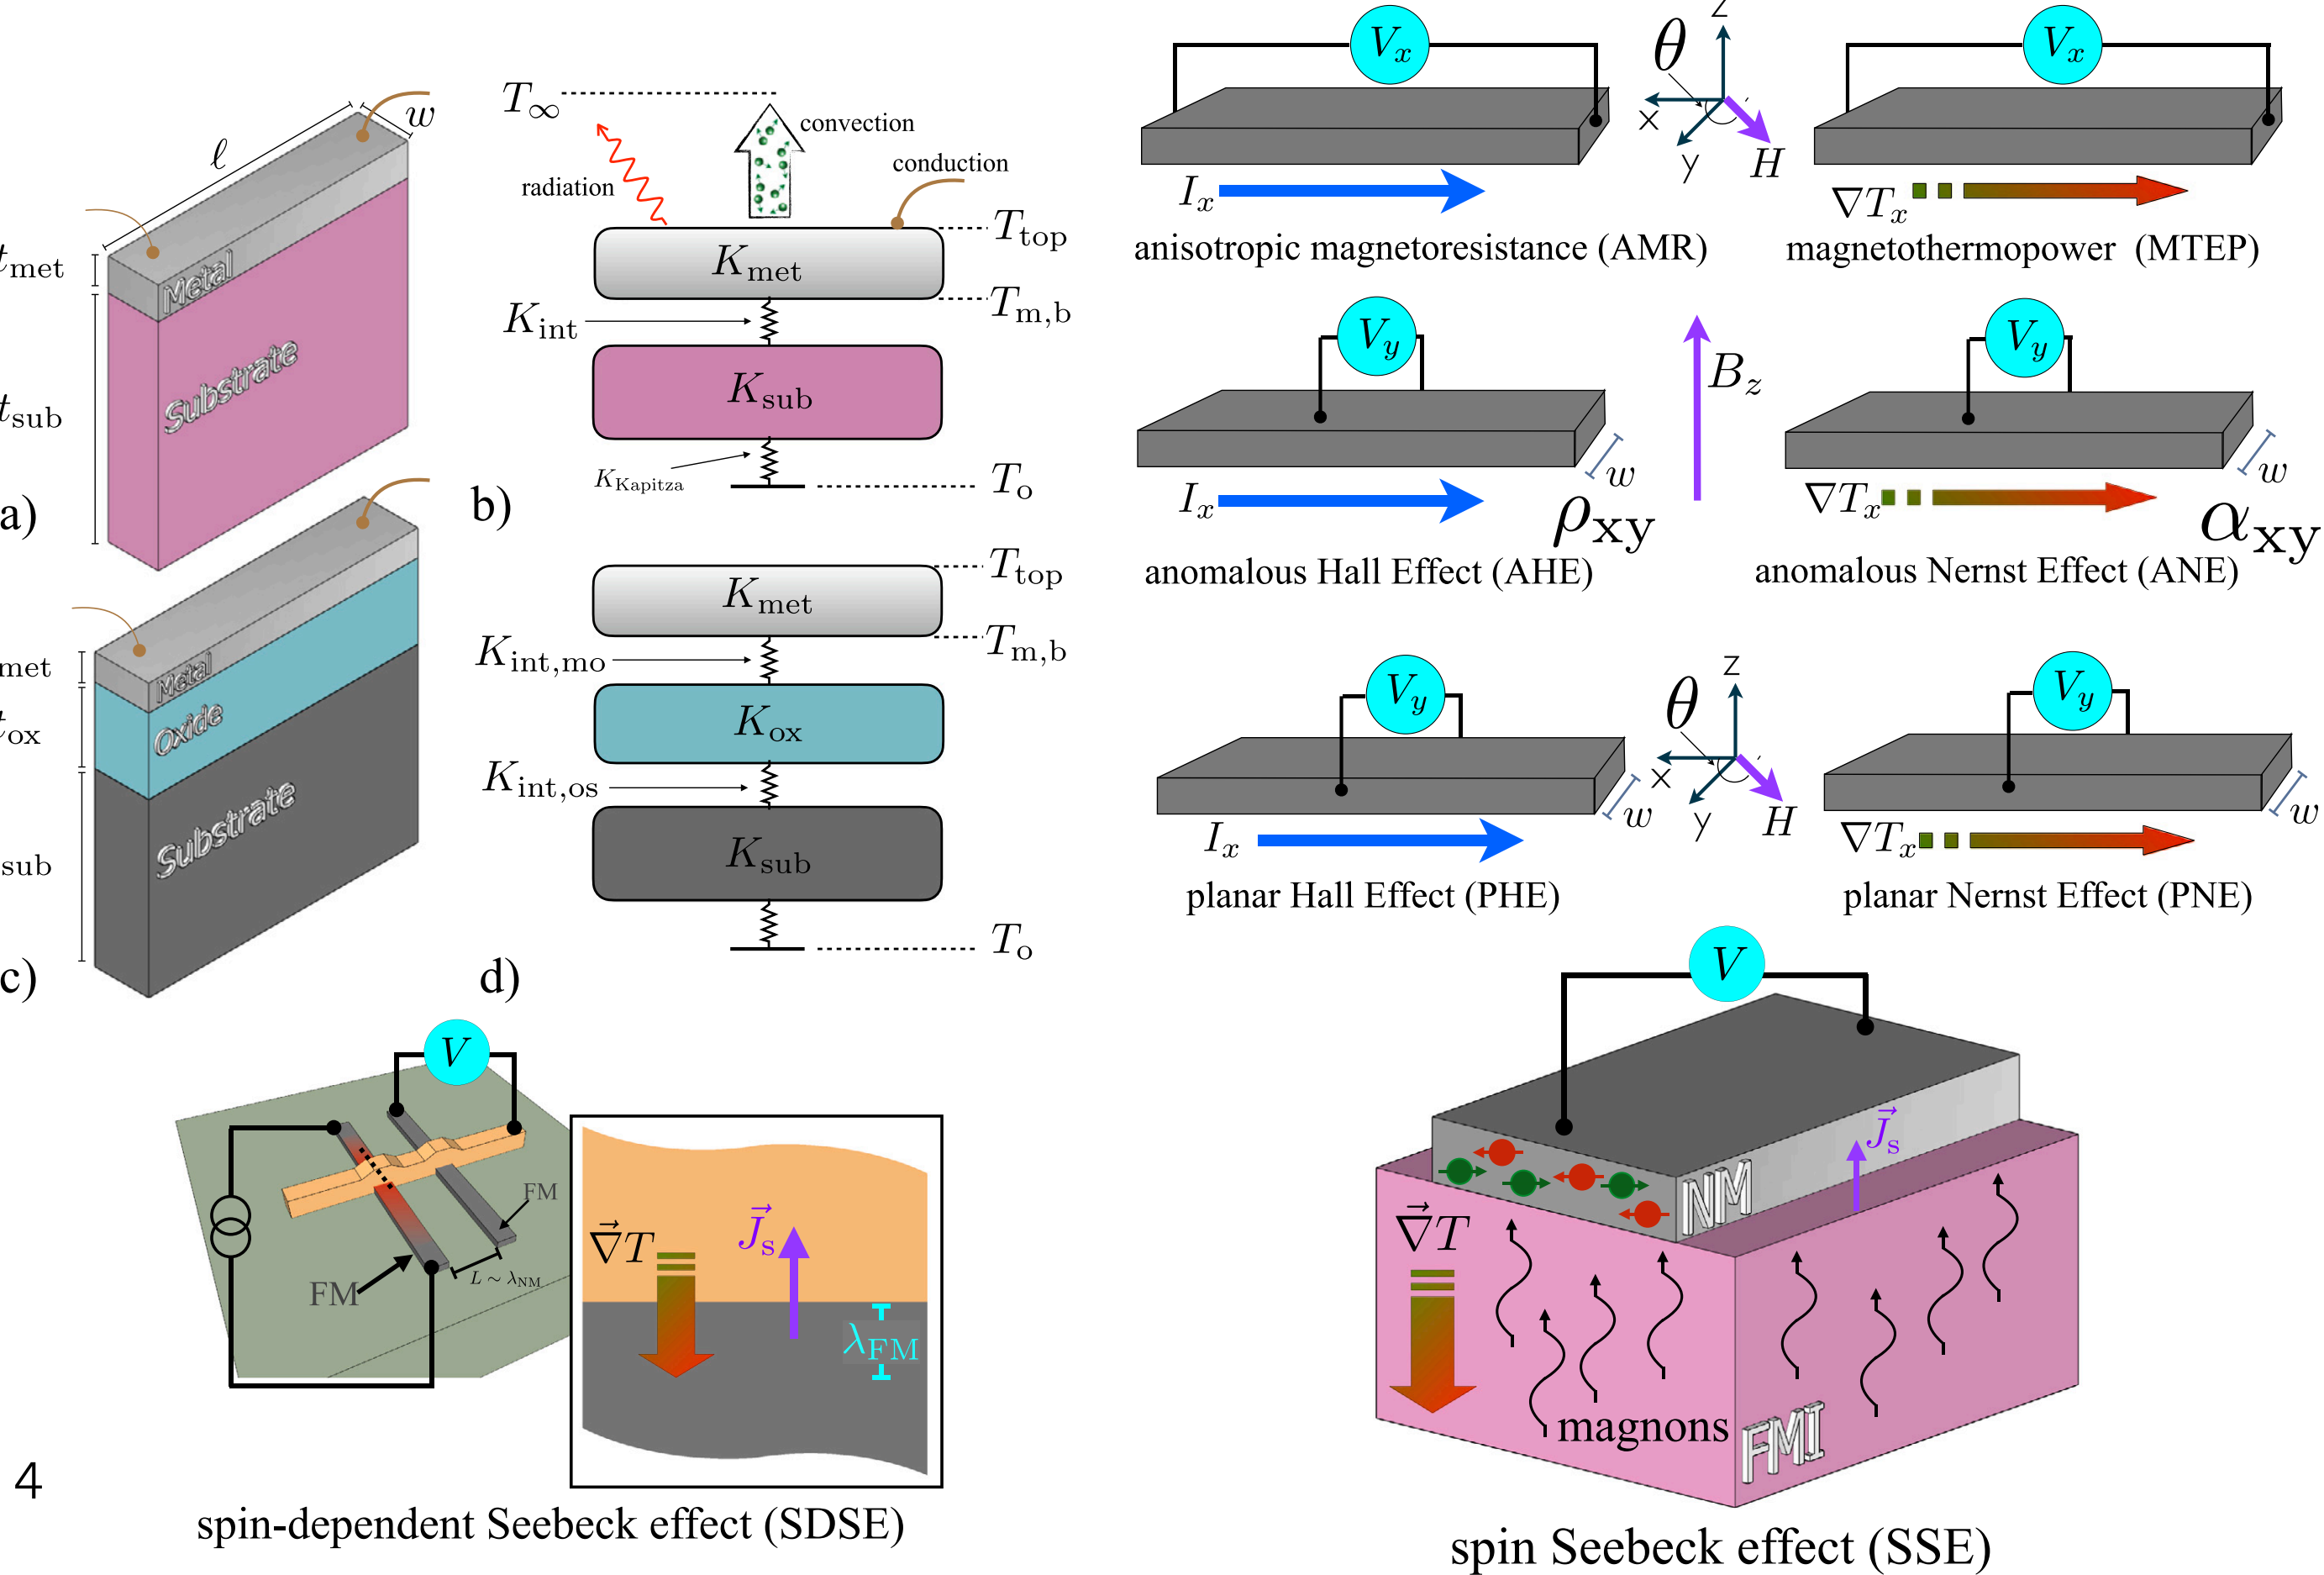 ℓ
w
t_met
t_sub
Metal
Substrate
a)
T_∞
radiation
convection
conduction
K_met
T_top
T_m,b
K_int
K_sub
K_Kapitza
T_o
b)
met
t_ox
sub
Metal
Oxide
Substrate
c)
K_met
T_top
T_m,b
K_int,mo
K_ox
K_int,os
K_sub
T_o
d)
V_x
I_x
anisotropic magnetoresistance (AMR)
θ
z
x
y
H
V_x
∇T_x
magnetothermopower (MTEP)
V_y
w
I_x
ρ_xy
anomalous Hall Effect (AHE)
B_z
V_y
w
∇T_x
α_xy
anomalous Nernst Effect (ANE)
V_y
w
I_x
planar Hall Effect (PHE)
θ
z
x
y
H
V_y
w
∇T_x
planar Nernst Effect (PNE)
V
FM
FM
L ~ λ_NM
∇⃗T
J⃗_s
λ_FM
4
spin-dependent Seebeck effect (SDSE)
V
J⃗_s
NM
∇⃗T
magnons
FMI
spin Seebeck effect (SSE)